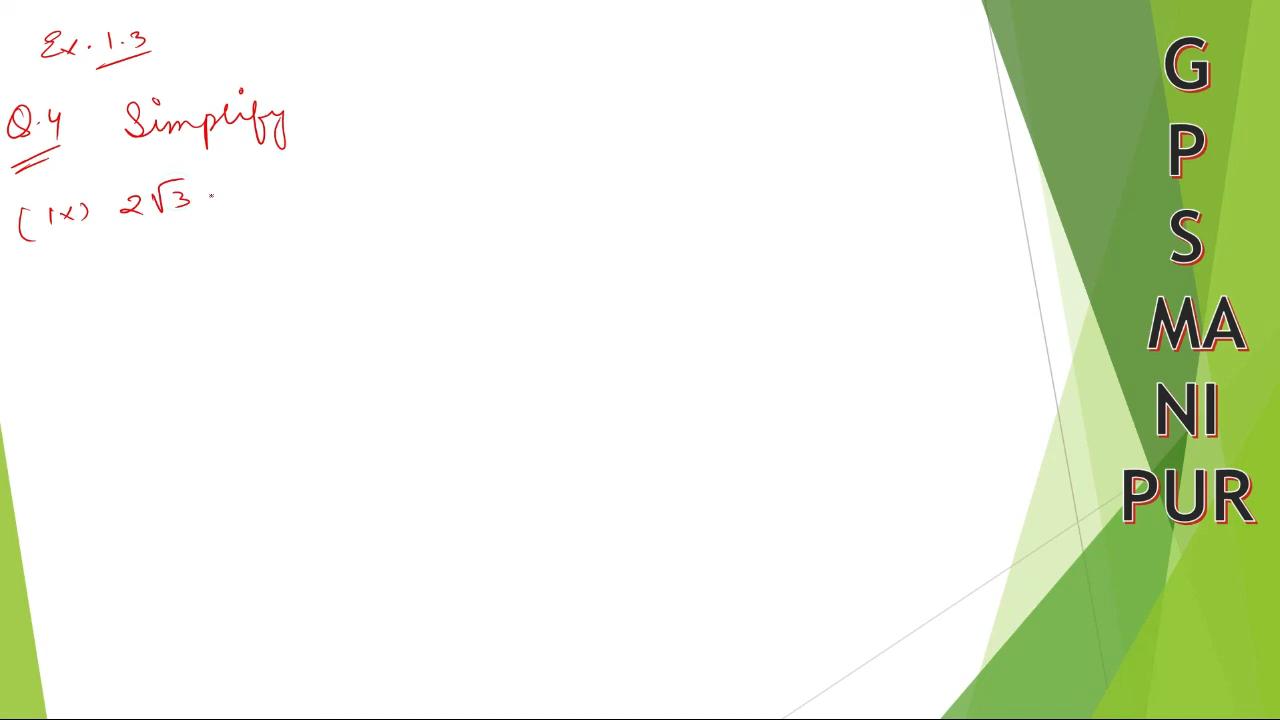 Ex. 1.3
Q.4 Simplify
(ix) 2√3
G
P
S
MA
NI
PUR